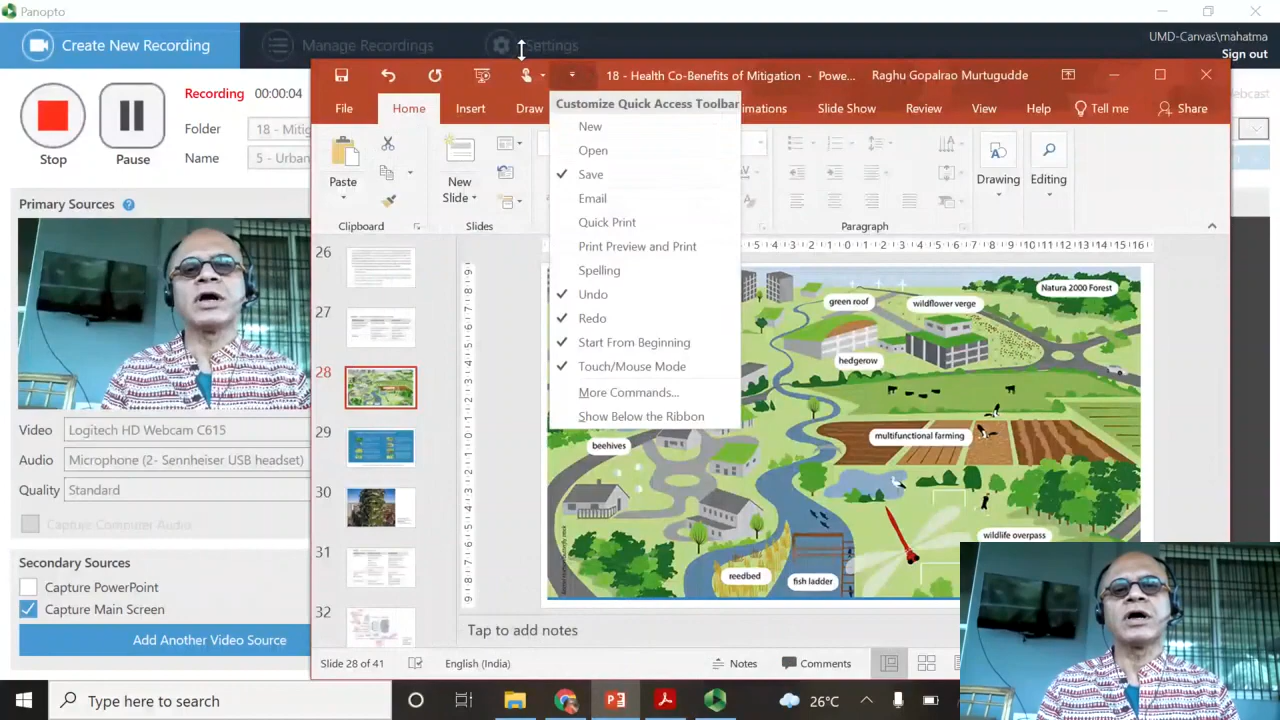 Panopto
Create New Recording
Manage Recordings
Settings
UMD-Canvas\mahatma
Sign out
Recording 00:00:04
Stop
Pause
Folder
18 - Mitig
Name
5 - Urban
Primary Sources
Video
Logitech HD Webcam C615
Audio
Microphone (2- Sennheiser USB headset)
Quality
Standard
Capture Computer Audio
Secondary Sources
Capture PowerPoint
Capture Main Screen
Add Another Video Source
18 - Health Co-Benefits of Mitigation - Powe...
Raghu Gopalrao Murtugudde
File
Home
Insert
Draw
imations
Slide Show
Review
View
Help
Tell me
Share
Paste
Clipboard
New
Slide
Slides
Paragraph
Drawing
Editing
Customize Quick Access Toolbar
New
Open
Save
Email
Quick Print
Print Preview and Print
Spelling
Undo
Redo
Start From Beginning
Touch/Mouse Mode
More Commands...
Show Below the Ribbon
26
27
28
29
30
31
32
green roof
wildflower verge
Natura 2000 Forest
hedgerow
multifunctional farming
beehives
wildlife overpass
reedbed
fish ladder
Tap to add notes
Slide 28 of 41
English (India)
Notes
Comments
Type here to search
26°C